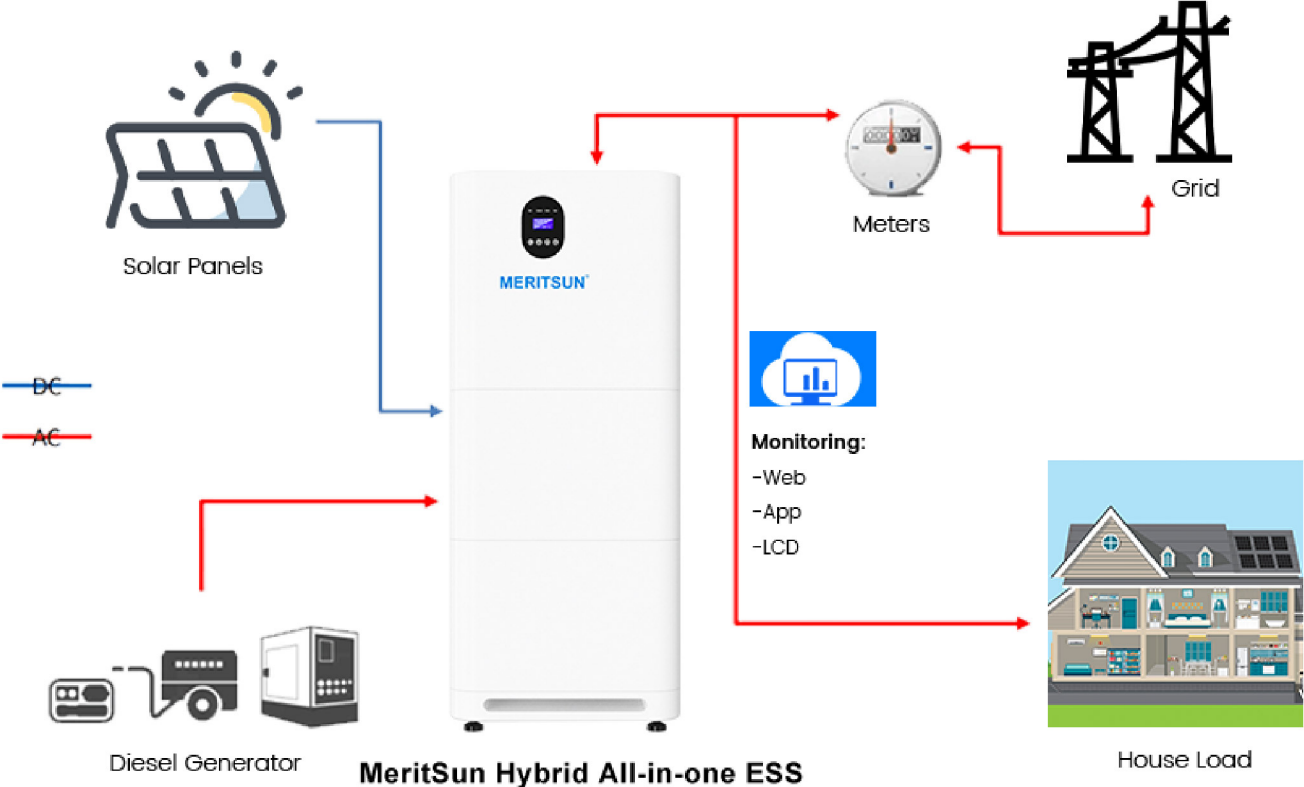 Grid
Meters
Solar Panels
MERITSUN®
DC
AC
Monitoring:
-Web
-App
-LCD
Diesel Generator
MeritSun Hybrid All-in-one ESS
House Load